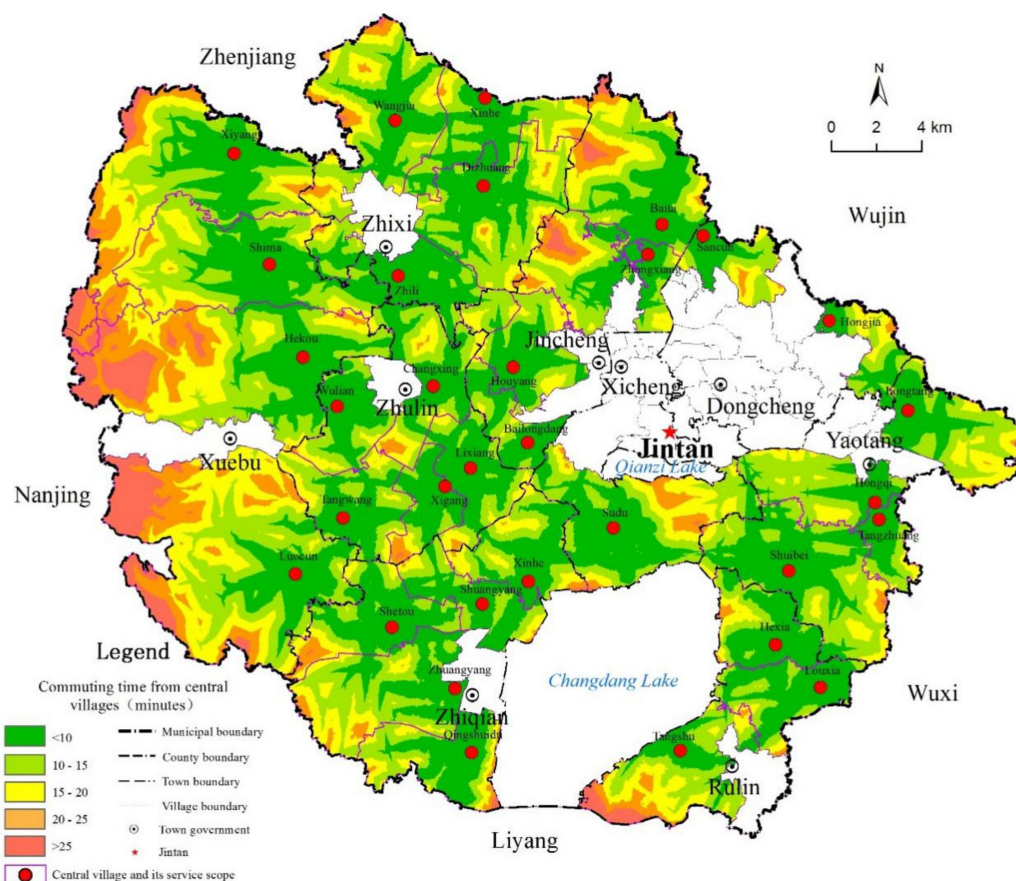 Zhenjiang
N
0 2 4 km
Wangjia
Xinhe
Xiyang
Dizhuang
Wujin
Baita
Zhixi
Sancun
Shima
Zhongxiang
Zhili
Hongjia
Hekou
Jincheng
Changxing
Houyang
Xicheng
Wulian
Zhulin
Dongcheng
Bailongdang
Jintan
Yaotang
Xuebu
Lixiang
Qianzi Lake
Nanjing
Xigang
Hongqi
Tangwang
Sudu
Tangzhuang
Luocun
Xinhe
Shuibei
Shuangyang
Shetou
Hexia
Legend
Zhuangyang
Changdang Lake
Louxia
Wuxi
Zhiqian
Qingshuidu
Tangshu
Rulin
Liyang
Commuting time from central
villages（minutes）
<10
10 - 15
15 - 20
20 - 25
>25
Municipal boundary
County boundary
Town boundary
Village boundary
Town government
Jintan
Central village and its service scope